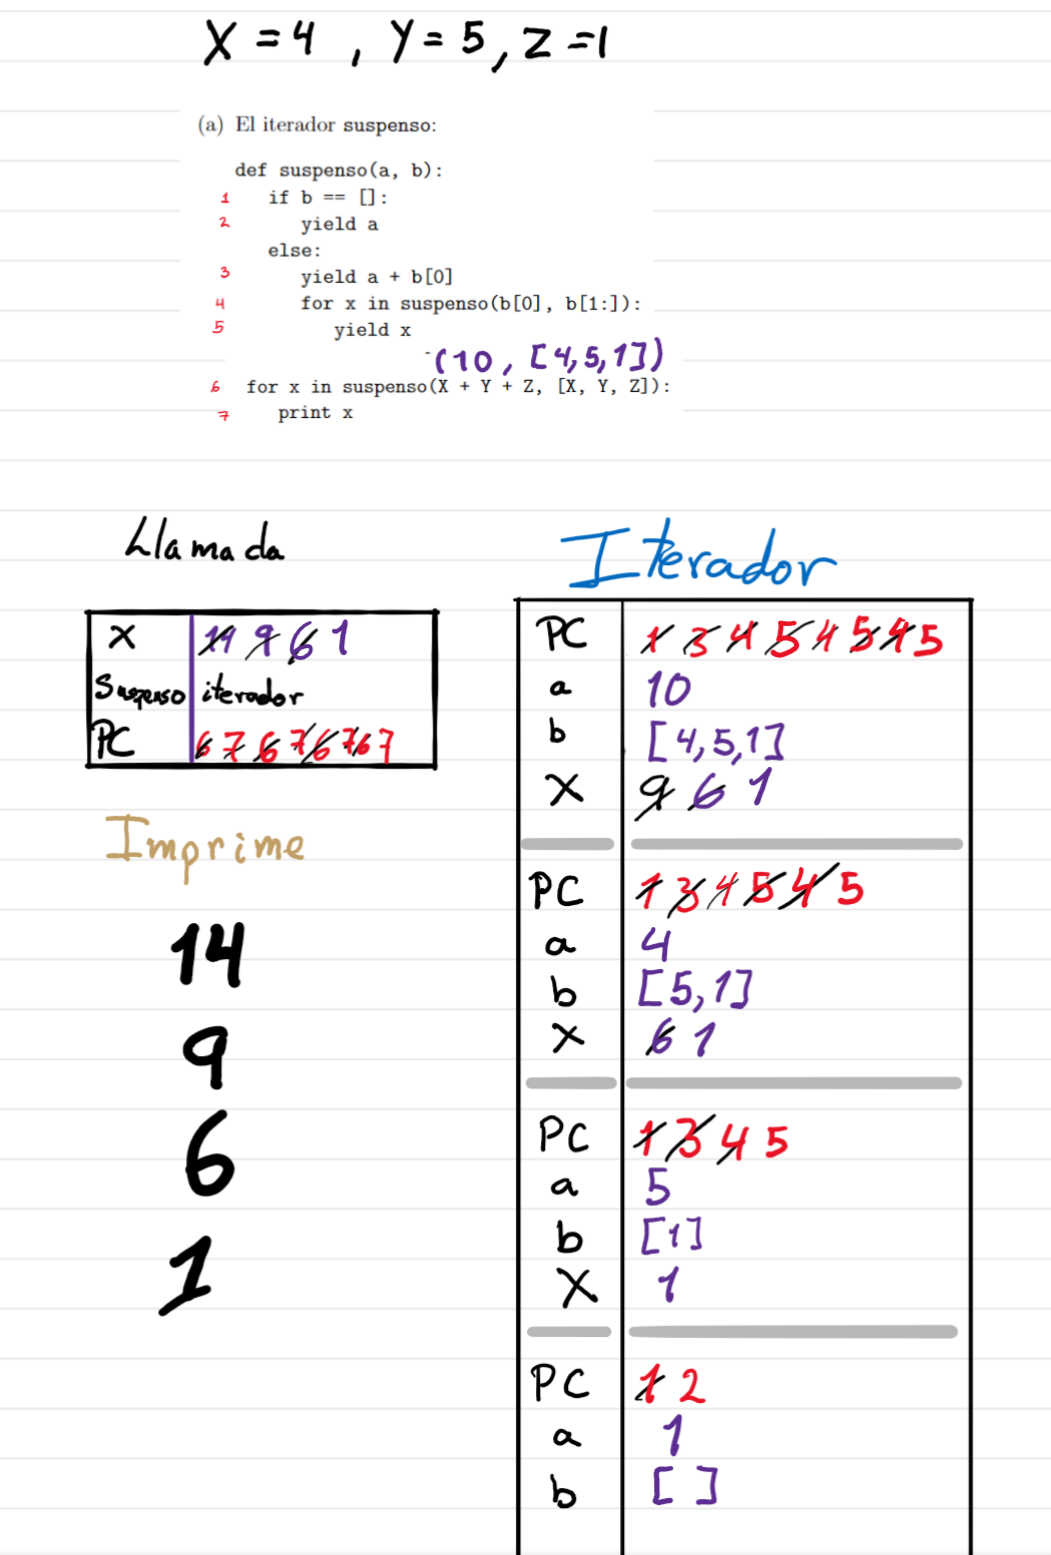 X = 4 , Y = 5, Z = 1
(a) El iterador suspenso:
def suspenso(a, b):
1 if b == []:
2 yield a
else:
3 yield a + b[0]
4 for x in suspenso(b[0], b[1:]):
5 yield x
(10, [4,5,1])
6 for x in suspenso(X + Y + Z, [X, Y, Z]):
7 print x
Llamada
X 14 9 6 1
Suspenso iterador
PC 6 7 6 7 6 7 6 7
Imprime
14
9
6
1
Iterador
PC 1 3 4 5 4 5 4 5
a 10
b [4,5,1]
X 9 6 1
PC 1 3 4 5 4 5
a 4
b [5,1]
X 6 1
PC 1 3 4 5
a 5
b [1]
X 1
PC 1 2
a 1
b [ ]